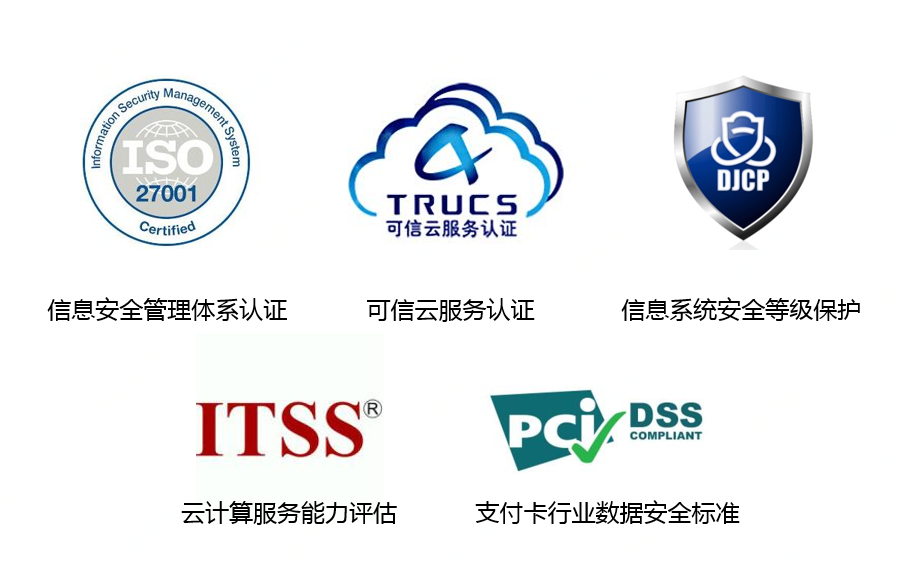 Information Security Management System
ISO
27001
Certified
TRUCS
可信云服务认证
DJCP
信息安全管理体系认证
可信云服务认证
信息系统安全等级保护
ITSS®
PCi DSS
COMPLIANT
云计算服务能力评估
支付卡行业数据安全标准